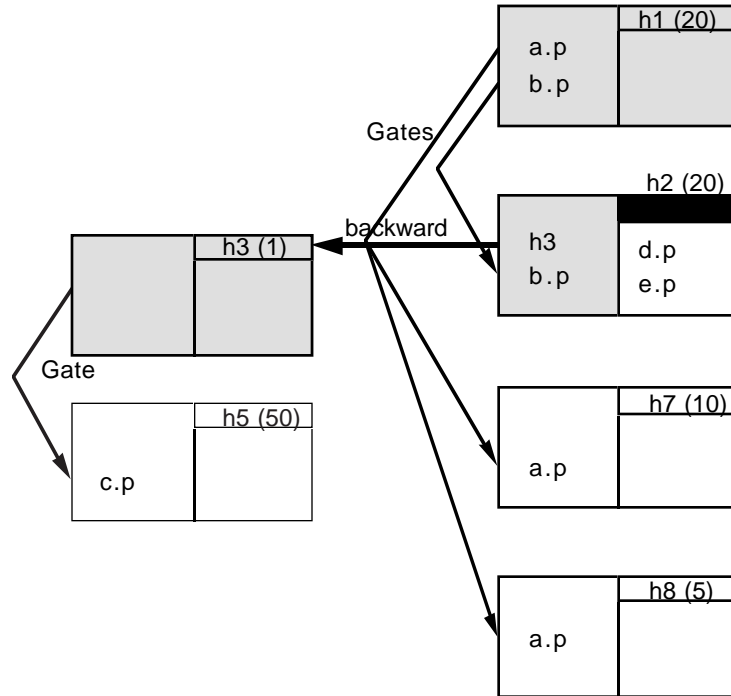 h1 (20)
a.p
b.p
Gates
h2 (20)
backward
h3
b.p
d.p
e.p
h3 (1)
Gate
h5 (50)
c.p
h7 (10)
a.p
h8 (5)
a.p